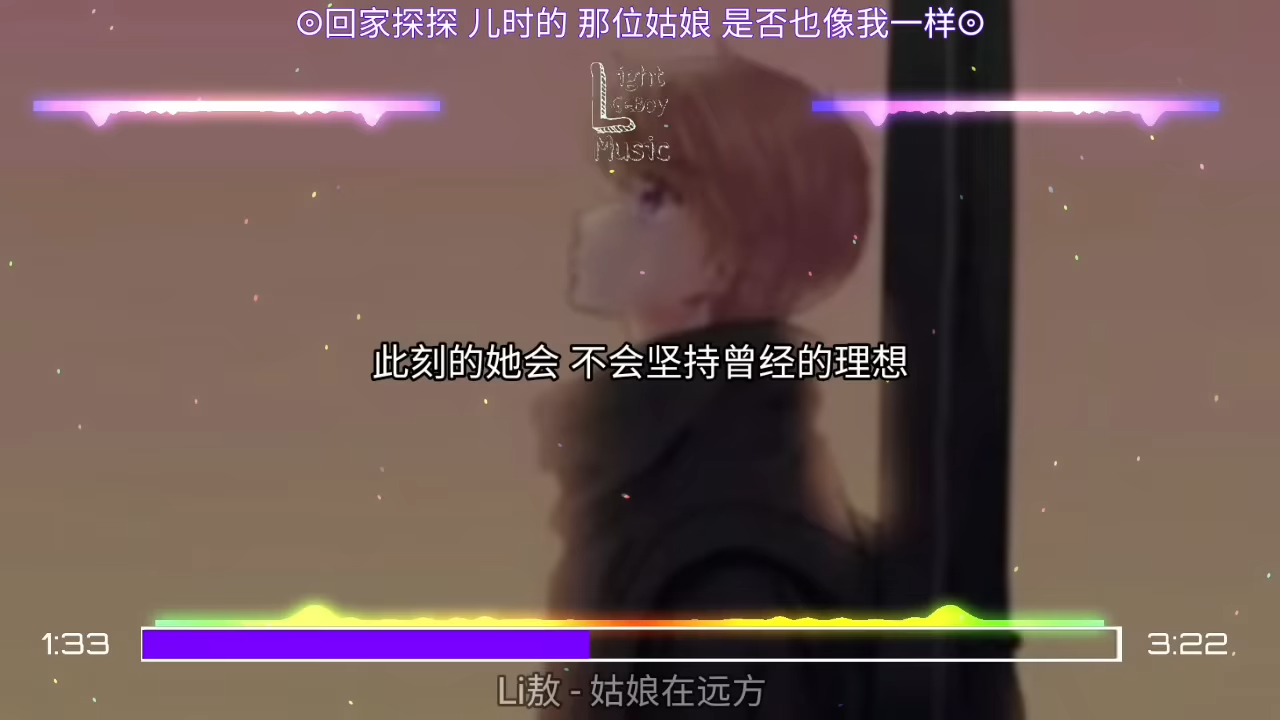 ◎回家探探 儿时的 那位姑娘 是否也像我一样◎
Light
G-Boy
Music
此刻的她会 不会坚持曾经的理想
1:33
3:22
Li敖 - 姑娘在远方